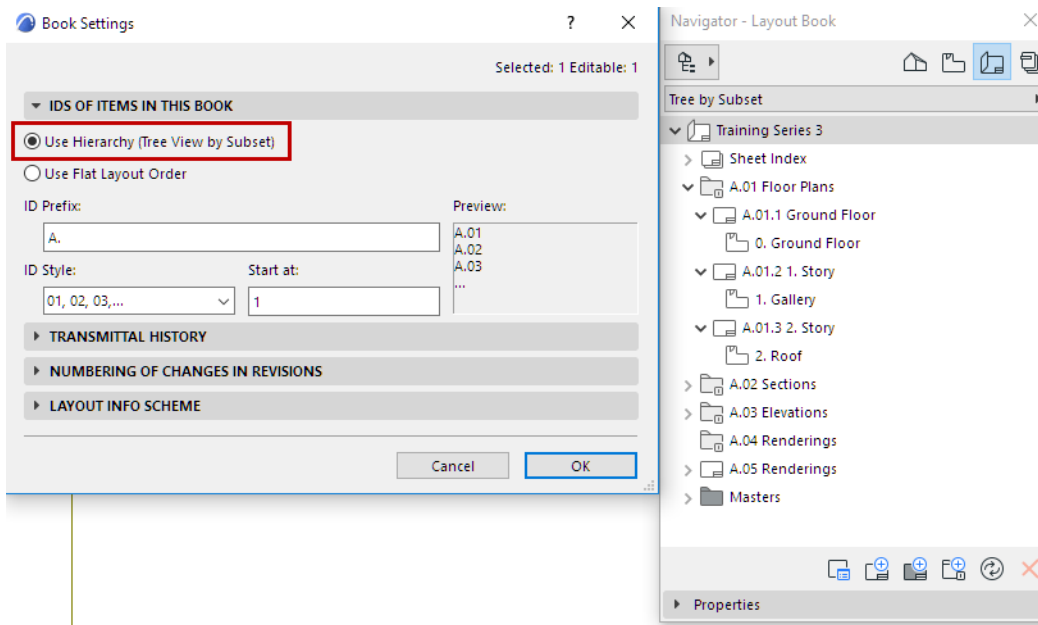 Book Settings
?
Selected: 1 Editable: 1
IDS OF ITEMS IN THIS BOOK
Use Hierarchy (Tree View by Subset)
Use Flat Layout Order
ID Prefix:
Preview:
A.
A.01
A.02
A.03
...
ID Style:
Start at:
01, 02, 03,...
1
TRANSMITTAL HISTORY
NUMBERING OF CHANGES IN REVISIONS
LAYOUT INFO SCHEME
Cancel
OK
Navigator - Layout Book
Tree by Subset
Training Series 3
Sheet Index
A.01 Floor Plans
A.01.1 Ground Floor
0. Ground Floor
A.01.2 1. Story
1. Gallery
A.01.3 2. Story
2. Roof
A.02 Sections
A.03 Elevations
A.04 Renderings
A.05 Renderings
Masters
Properties